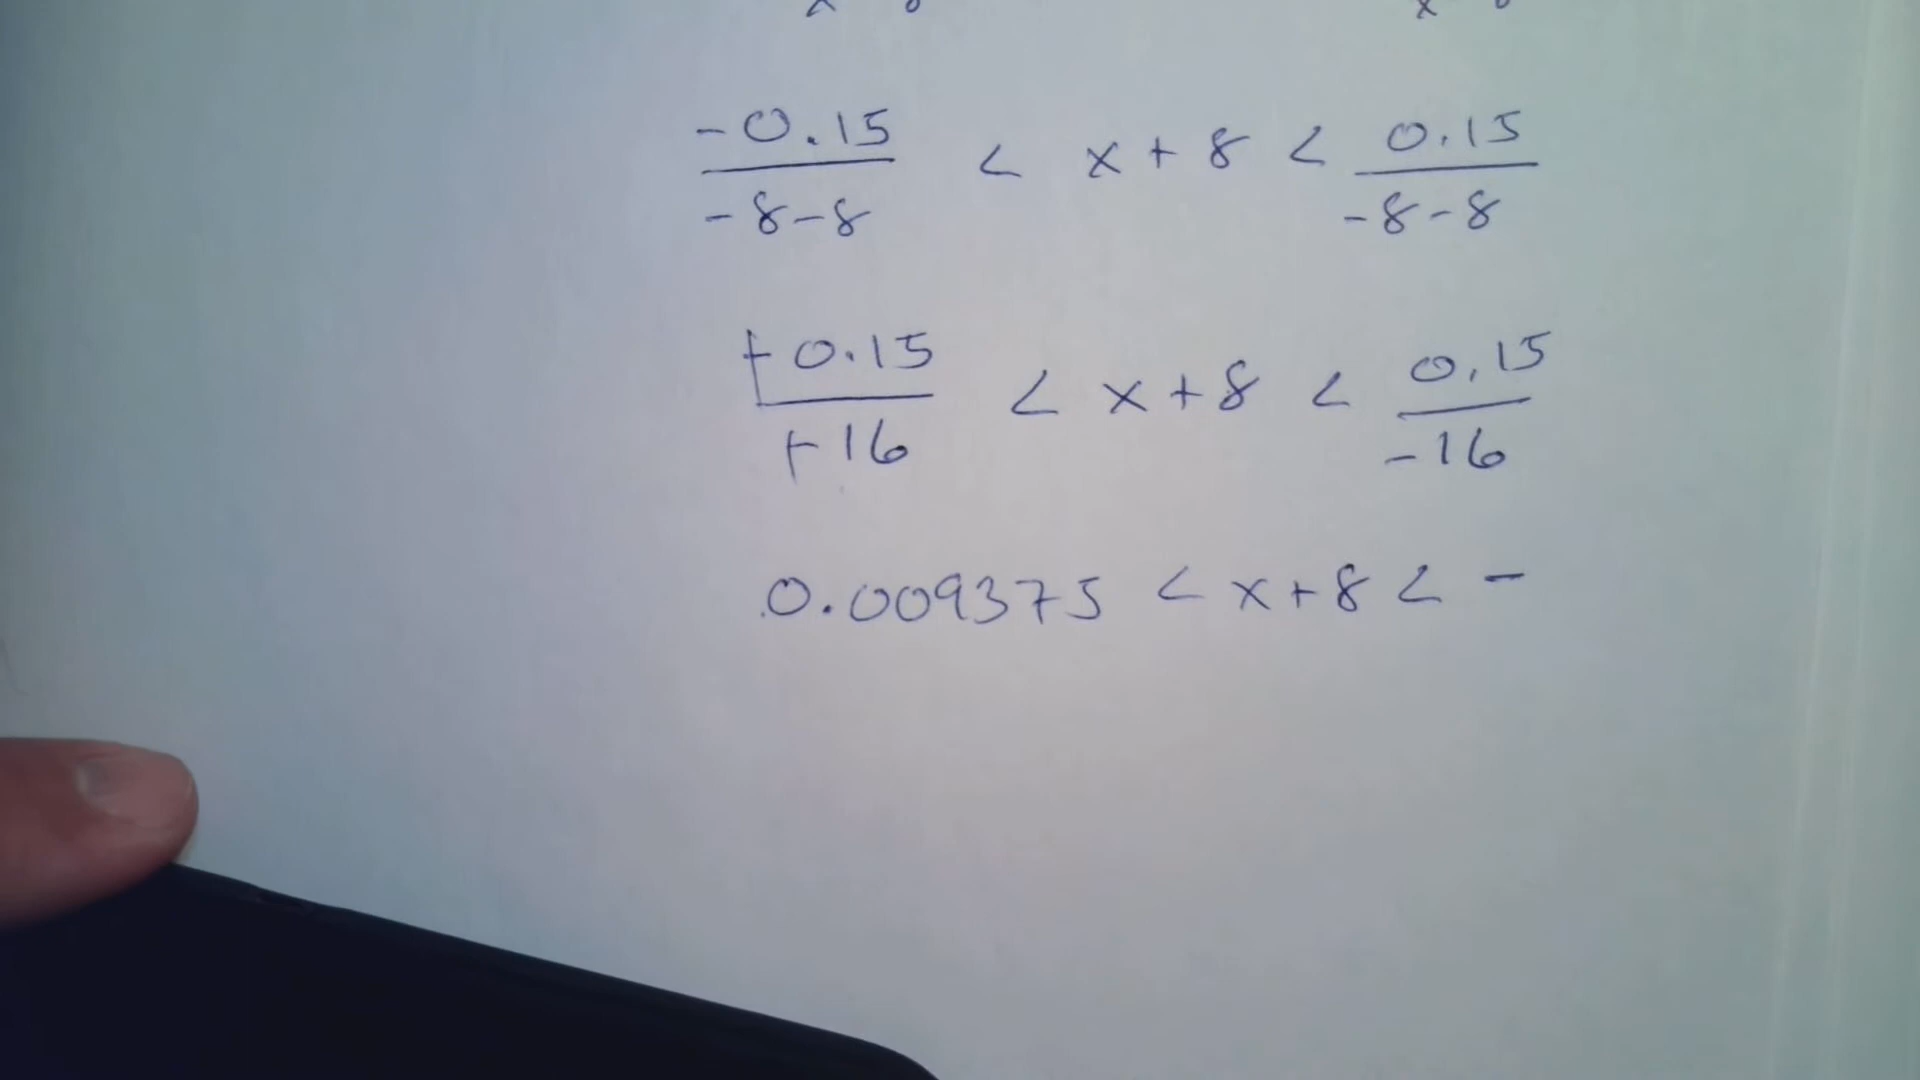 -0.15/-8-8 < x+8 < 0.15/-8-8
+0.15/+16 < x+8 < 0.15/-16
0.009375 < x+8 < -